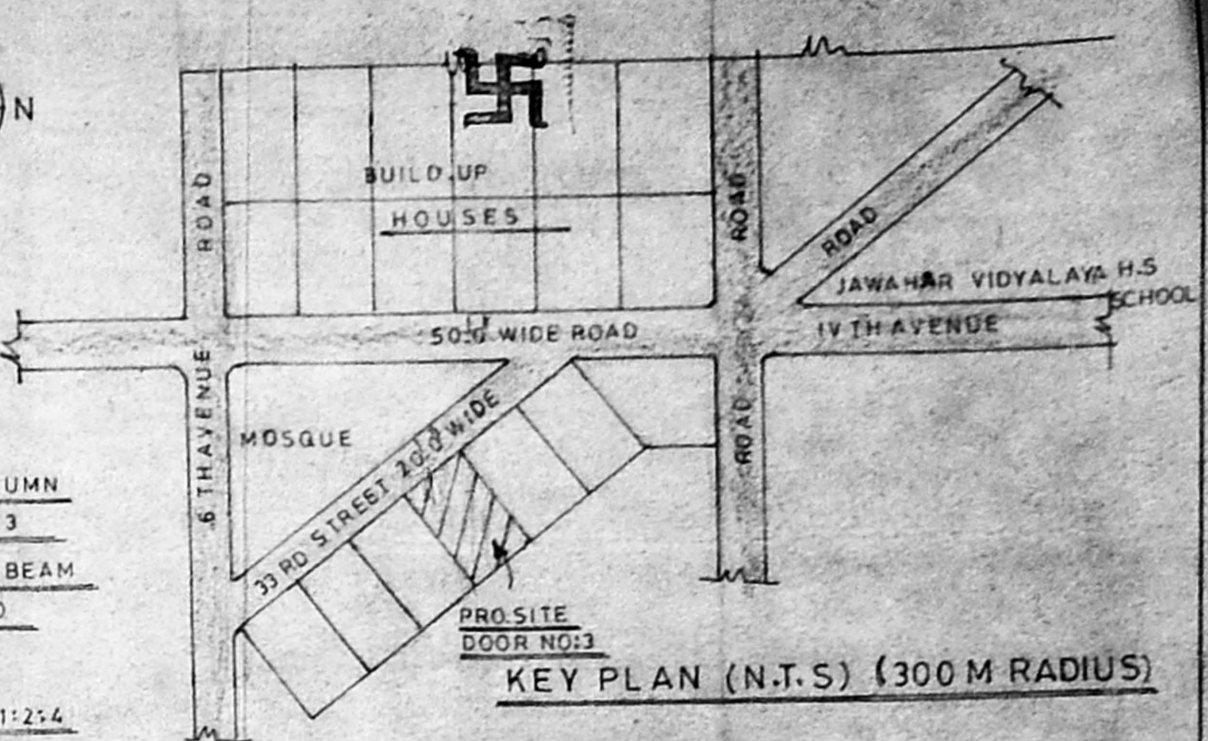 N
ROAD
BUILD.UP
HOUSES
ROAD
ROAD
JAWAHAR VIDYALAYA H.S
SCHOOL
50'.0" WIDE ROAD
IV TH AVENUE
6 TH AVENUE
MOSQUE
33 RD STREET 20'.0" WIDE
ROAD
UMN
3
BEAM
PRO.SITE
DOOR NO:3
KEY PLAN (N.T.S) (300 M RADIUS)
1:2:4